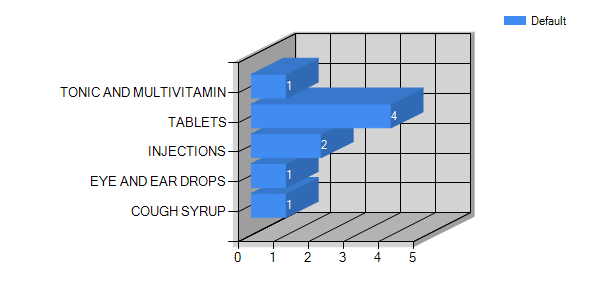 Default
TONIC AND MULTIVITAMIN
1
TABLETS
4
INJECTIONS
2
EYE AND EAR DROPS
1
COUGH SYRUP
1
0 1 2 3 4 5